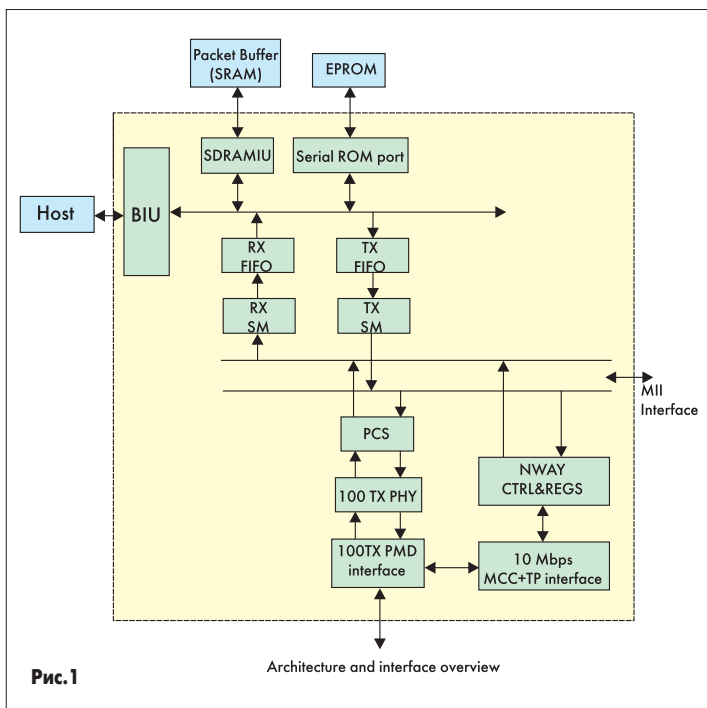 Packet Buffer
(SRAM)
EPROM
SDRAMIU
Serial ROM port
Host
BIU
RX
FIFO
TX
FIFO
RX
SM
TX
SM
MII
Interface
PCS
NWAY
CTRL&REGS
100 TX PHY
100TX PMD
interface
10 Mbps
MCC+TP interface
Architecture and interface overview
Рис.1